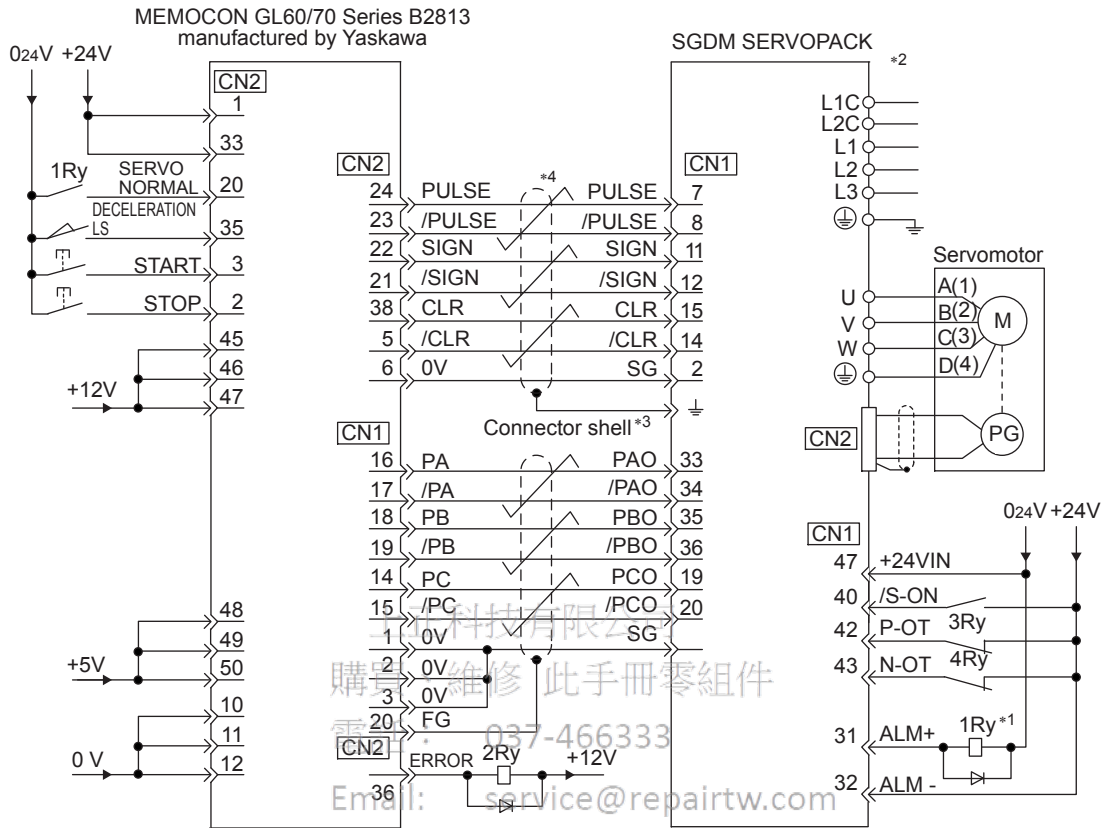 MEMOCON GL60/70 Series B2813
manufactured by Yaskawa
SGDM SERVOPACK
*2
024V +24V
CN2
1
33
1Ry
SERVO
NORMAL
20
DECELERATION
LS
35
START
3
STOP
2
45
46
+12V
47
48
49
+5V
50
10
11
0 V
12
CN2
CN1
*4
24 PULSE PULSE 7
23 /PULSE /PULSE 8
22 SIGN SIGN 11
21 /SIGN /SIGN 12
38 CLR CLR 15
5 /CLR /CLR 14
6 0V SG 2
Connector shell *3
CN1
16 PA PAO 33
17 /PA /PAO 34
18 PB PBO 35
19 /PB /PBO 36
14 PC PCO 19
15 /PC /PCO 20
1 0V SG
2 0V
3 0V
20 FG
CN2
ERROR 2Ry +12V
36
L1C
L2C
L1
L2
L3
Servomotor
U A(1)
V B(2)
W C(3)
D(4)
M
CN2
PG
024V +24V
CN1
47 +24VIN
40 /S-ON
3Ry
42 P-OT
4Ry
43 N-OT
31 ALM+ 1Ry *1
32 ALM -
上正科技有限公司
購買、維修 此手冊零組件
電話: 037-466333
Email: service@repairtw.com